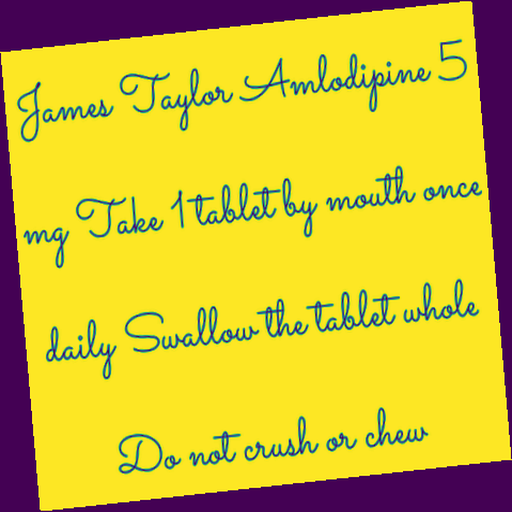 James Taylor Amlodipine 5
mg Take 1 tablet by mouth once
daily Swallow the tablet whole
Do not crush or chew